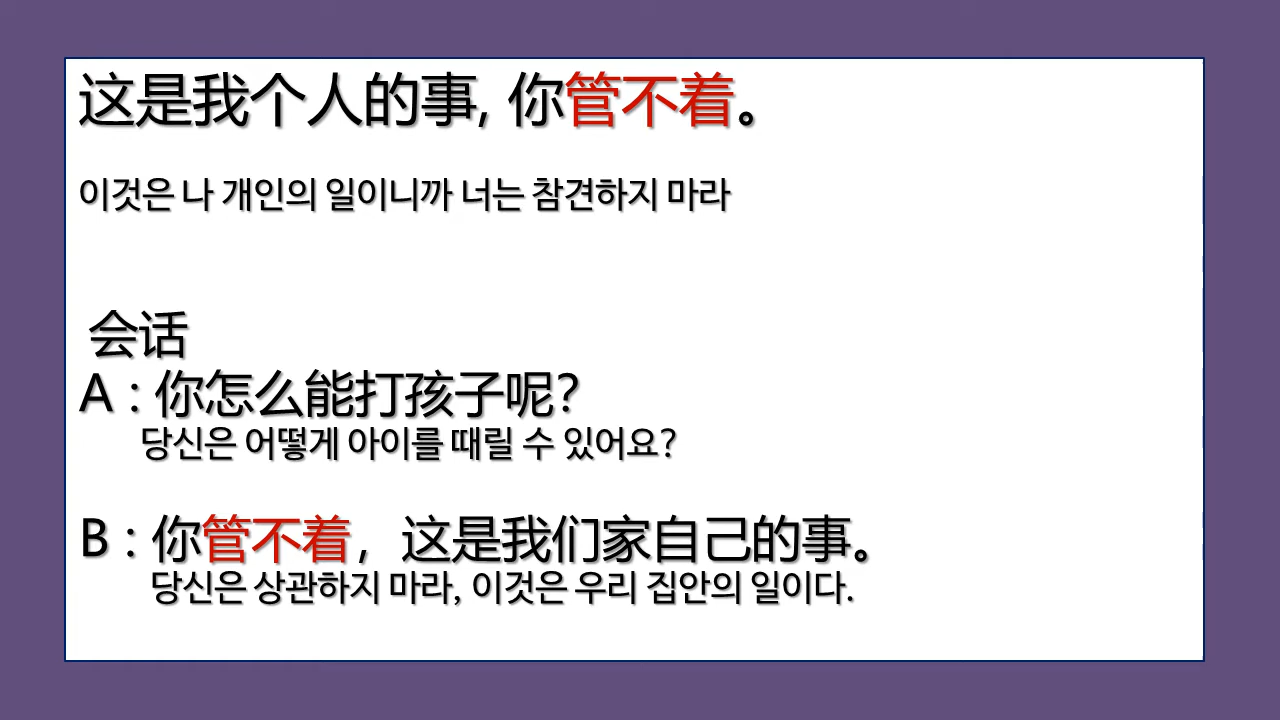 这是我个人的事, 你管不着。
이것은 나 개인의 일이니까 너는 참견하지 마라
会话
A : 你怎么能打孩子呢?
당신은 어떻게 아이를 때릴 수 있어요?
B : 你管不着，这是我们家自己的事。
당신은 상관하지 마라, 이것은 우리 집안의 일이다.